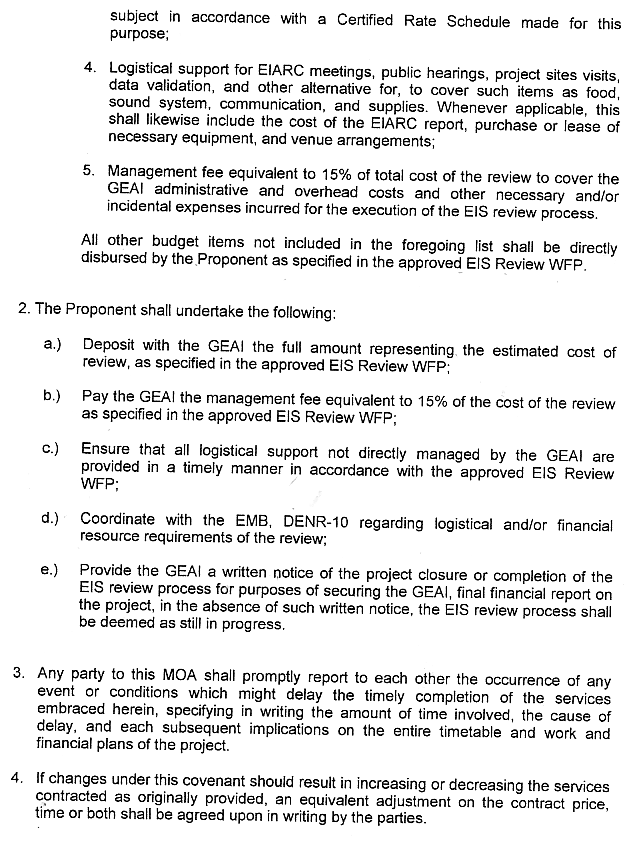 subject in accordance with a Certified Rate Schedule made for this
purpose;
4. Logistical support for EIARC meetings, public hearings, project sites visits,
data validation, and other alternative for, to cover such items as food,
sound system, communication, and supplies. Whenever applicable, this
shall likewise include the cost of the EIARC report, purchase or lease of
necessary equipment, and venue arrangements;
5. Management fee equivalent to 15% of total cost of the review to cover the
GEAI administrative and overhead costs and other necessary and/or
incidental expenses incurred for the execution of the EIS review process.
All other budget items not included in the foregoing list shall be directly
disbursed by the Proponent as specified in the approved EIS Review WFP.
2. The Proponent shall undertake the following:
a.) Deposit with the GEAI the full amount representing the estimated cost of
review, as specified in the approved EIS Review WFP;
b.) Pay the GEAI the management fee equivalent to 15% of the cost of the review
as specified in the approved EIS Review WFP;
c.) Ensure that all logistical support not directly managed by the GEAI are
provided in a timely manner in accordance with the approved EIS Review
WFP;
d.) Coordinate with the EMB, DENR-10 regarding logistical and/or financial
resource requirements of the review;
e.) Provide the GEAI a written notice of the project closure or completion of the
EIS review process for purposes of securing the GEAI, final financial report on
the project, in the absence of such written notice, the EIS review process shall
be deemed as still in progress.
3. Any party to this MOA shall promptly report to each other the occurrence of any
event or conditions which might delay the timely completion of the services
embraced herein, specifying in writing the amount of time involved, the cause of
delay, and each subsequent implications on the entire timetable and work and
financial plans of the project.
4. If changes under this covenant should result in increasing or decreasing the services
contracted as originally provided, an equivalent adjustment on the contract price,
time or both shall be agreed upon in writing by the parties.